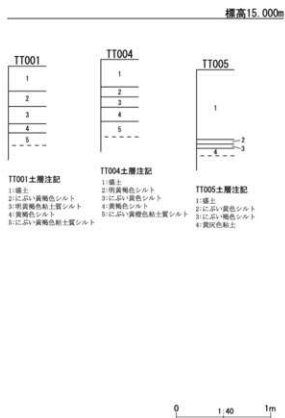 標高15.000m
TT001
1
2
3
4
5
TT004
1
2
3
4
5
TT005
1
2
3
4
TT001土層注記
1:盛土
2:にぶい黄褐色シルト
3:明黄褐色粘土質シルト
4:黄褐色シルト
5:にぶい黄褐色粘土質シルト
TT004土層注記
1:盛土
2:明黄褐色シルト
3:にぶい黄色シルト
4:黄褐色シルト
5:にぶい黄橙色粘土質シルト
TT005土層注記
1:盛土
2:にぶい黄色シルト
3:にぶい褐色シルト
4:黄灰色粘土
0 1:40 1m